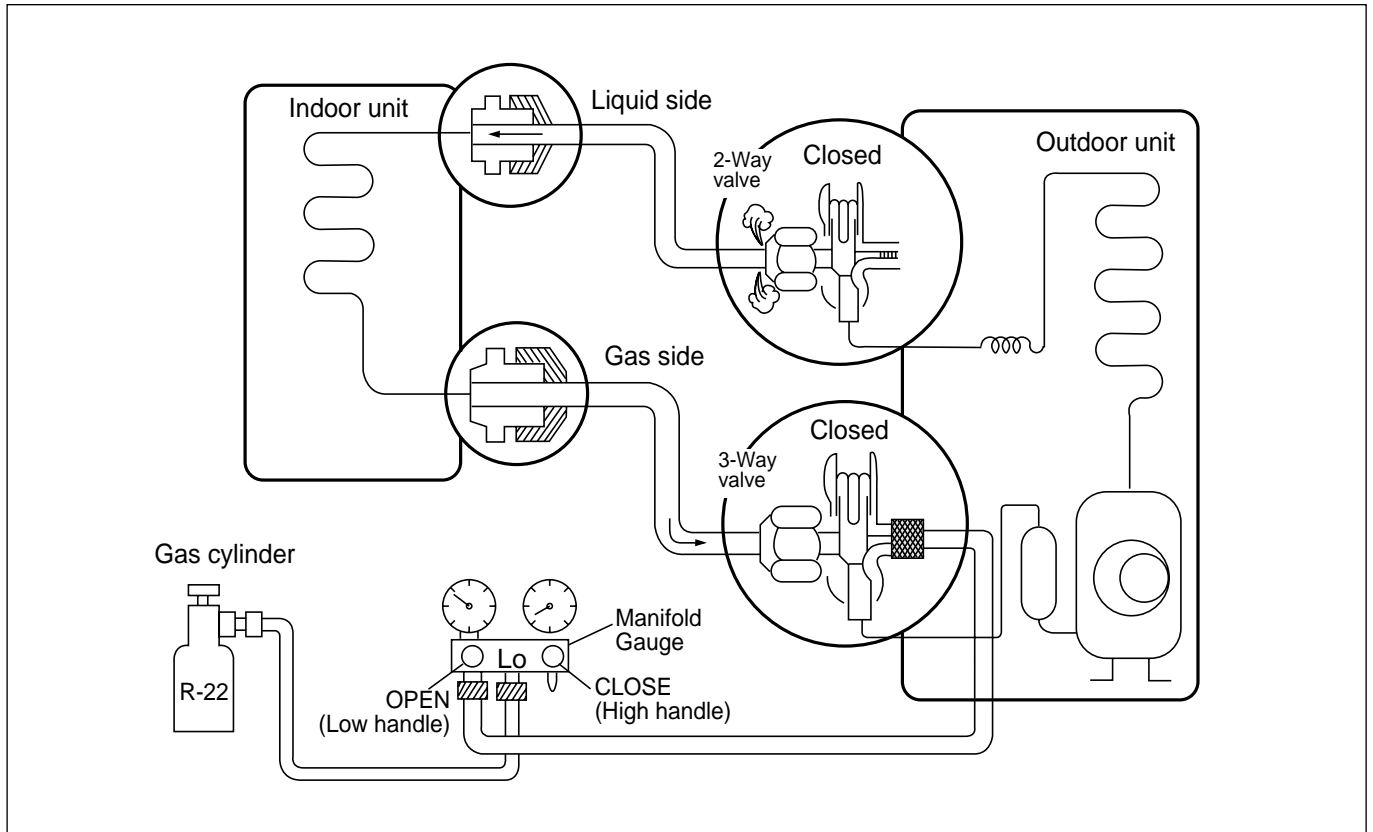 Indoor unit
Liquid side
2-Way
valve
Closed
Outdoor unit
Gas side
3-Way
valve
Closed
Gas cylinder
R-22
Manifold
Gauge
Lo
OPEN
(Low handle)
CLOSE
(High handle)